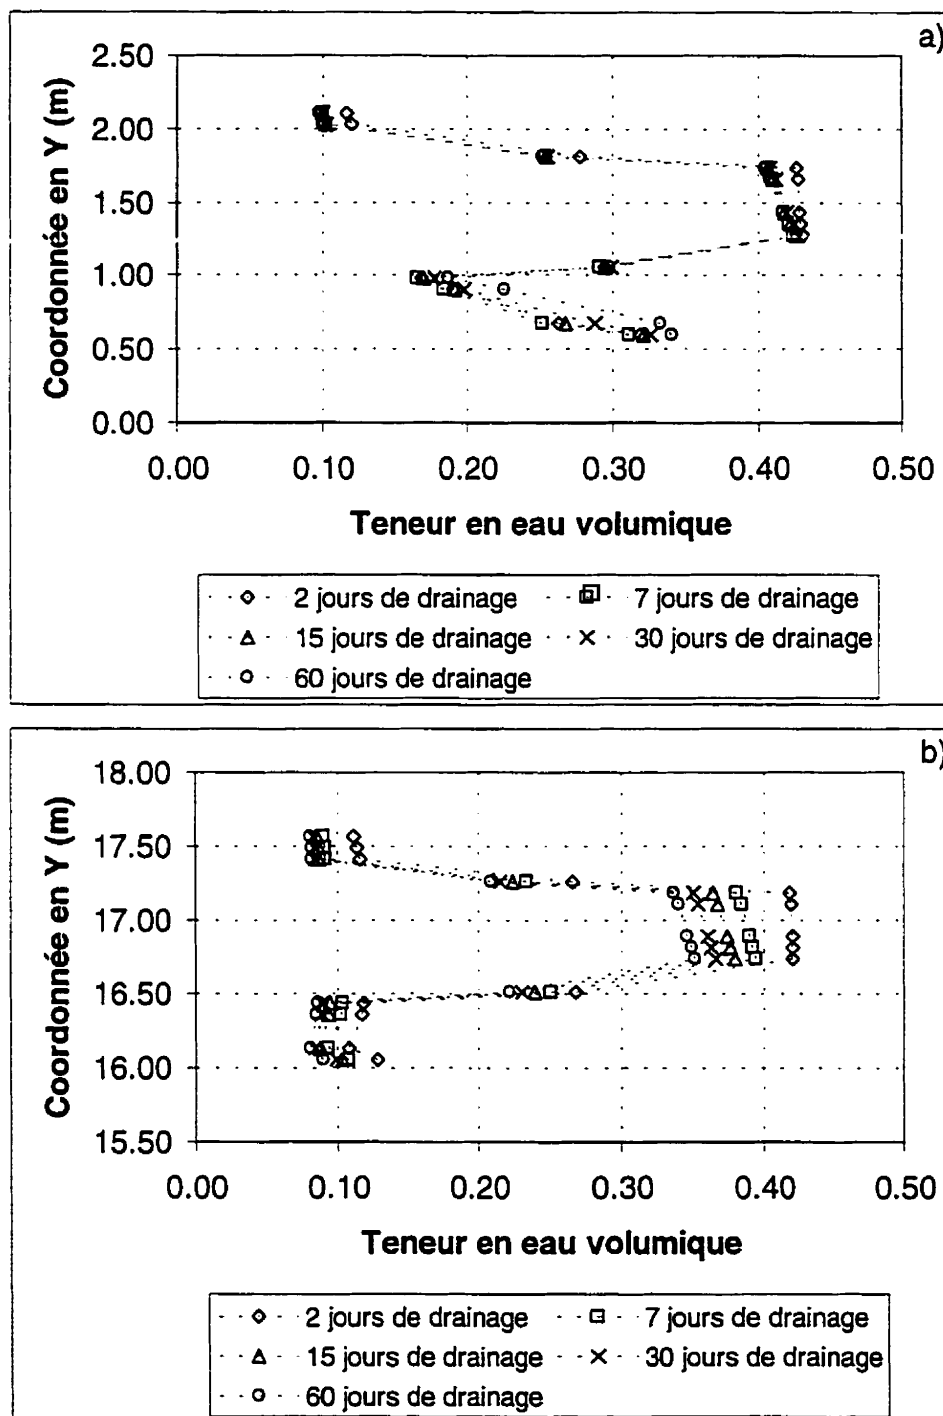 a)
Coordonnée en Y (m)
2.50
2.00
1.50
1.00
0.50
0.00
0.00 0.10 0.20 0.30 0.40 0.50
Teneur en eau volumique
2 jours de drainage 7 jours de drainage
15 jours de drainage 30 jours de drainage
60 jours de drainage
b)
Coordonnée en Y (m)
18.00
17.50
17.00
16.50
16.00
15.50
0.00 0.10 0.20 0.30 0.40 0.50
Teneur en eau volumique
2 jours de drainage 7 jours de drainage
15 jours de drainage 30 jours de drainage
60 jours de drainage